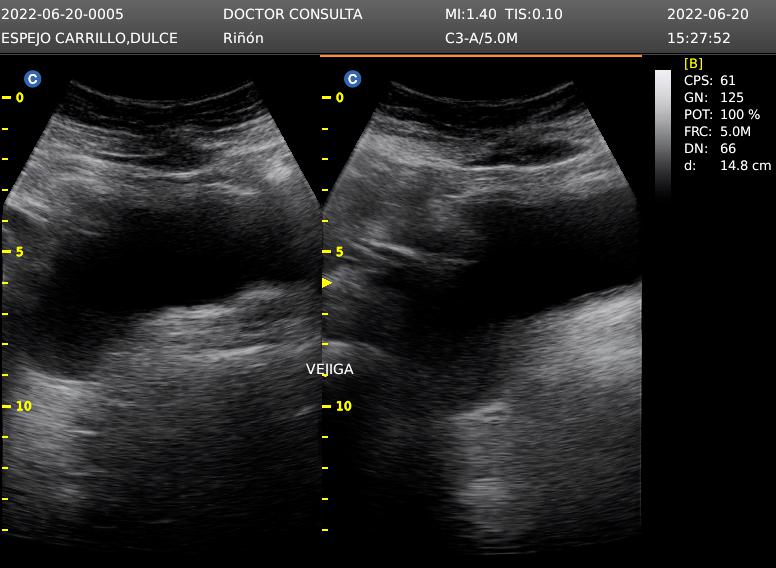 2022-06-20-0005 DOCTOR CONSULTA MI:1.40 TIS:0.10 2022-06-20
ESPEJO CARRILLO,DULCE Riñón C3-A/5.0M 15:27:52
C C
[B]
0 0
CPS: 61
GN: 125
POT: 100 %
FRC: 5.0M
DN: 66
d: 14.8 cm
5 5
VEJIGA
10 10